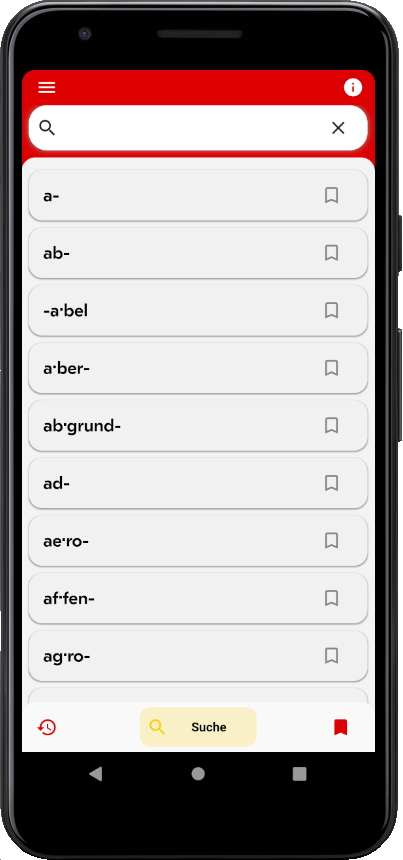 a-
ab-
-a·bel
a·ber-
ab·grund-
ad-
ae·ro-
af·fen-
ag·ro-
Suche